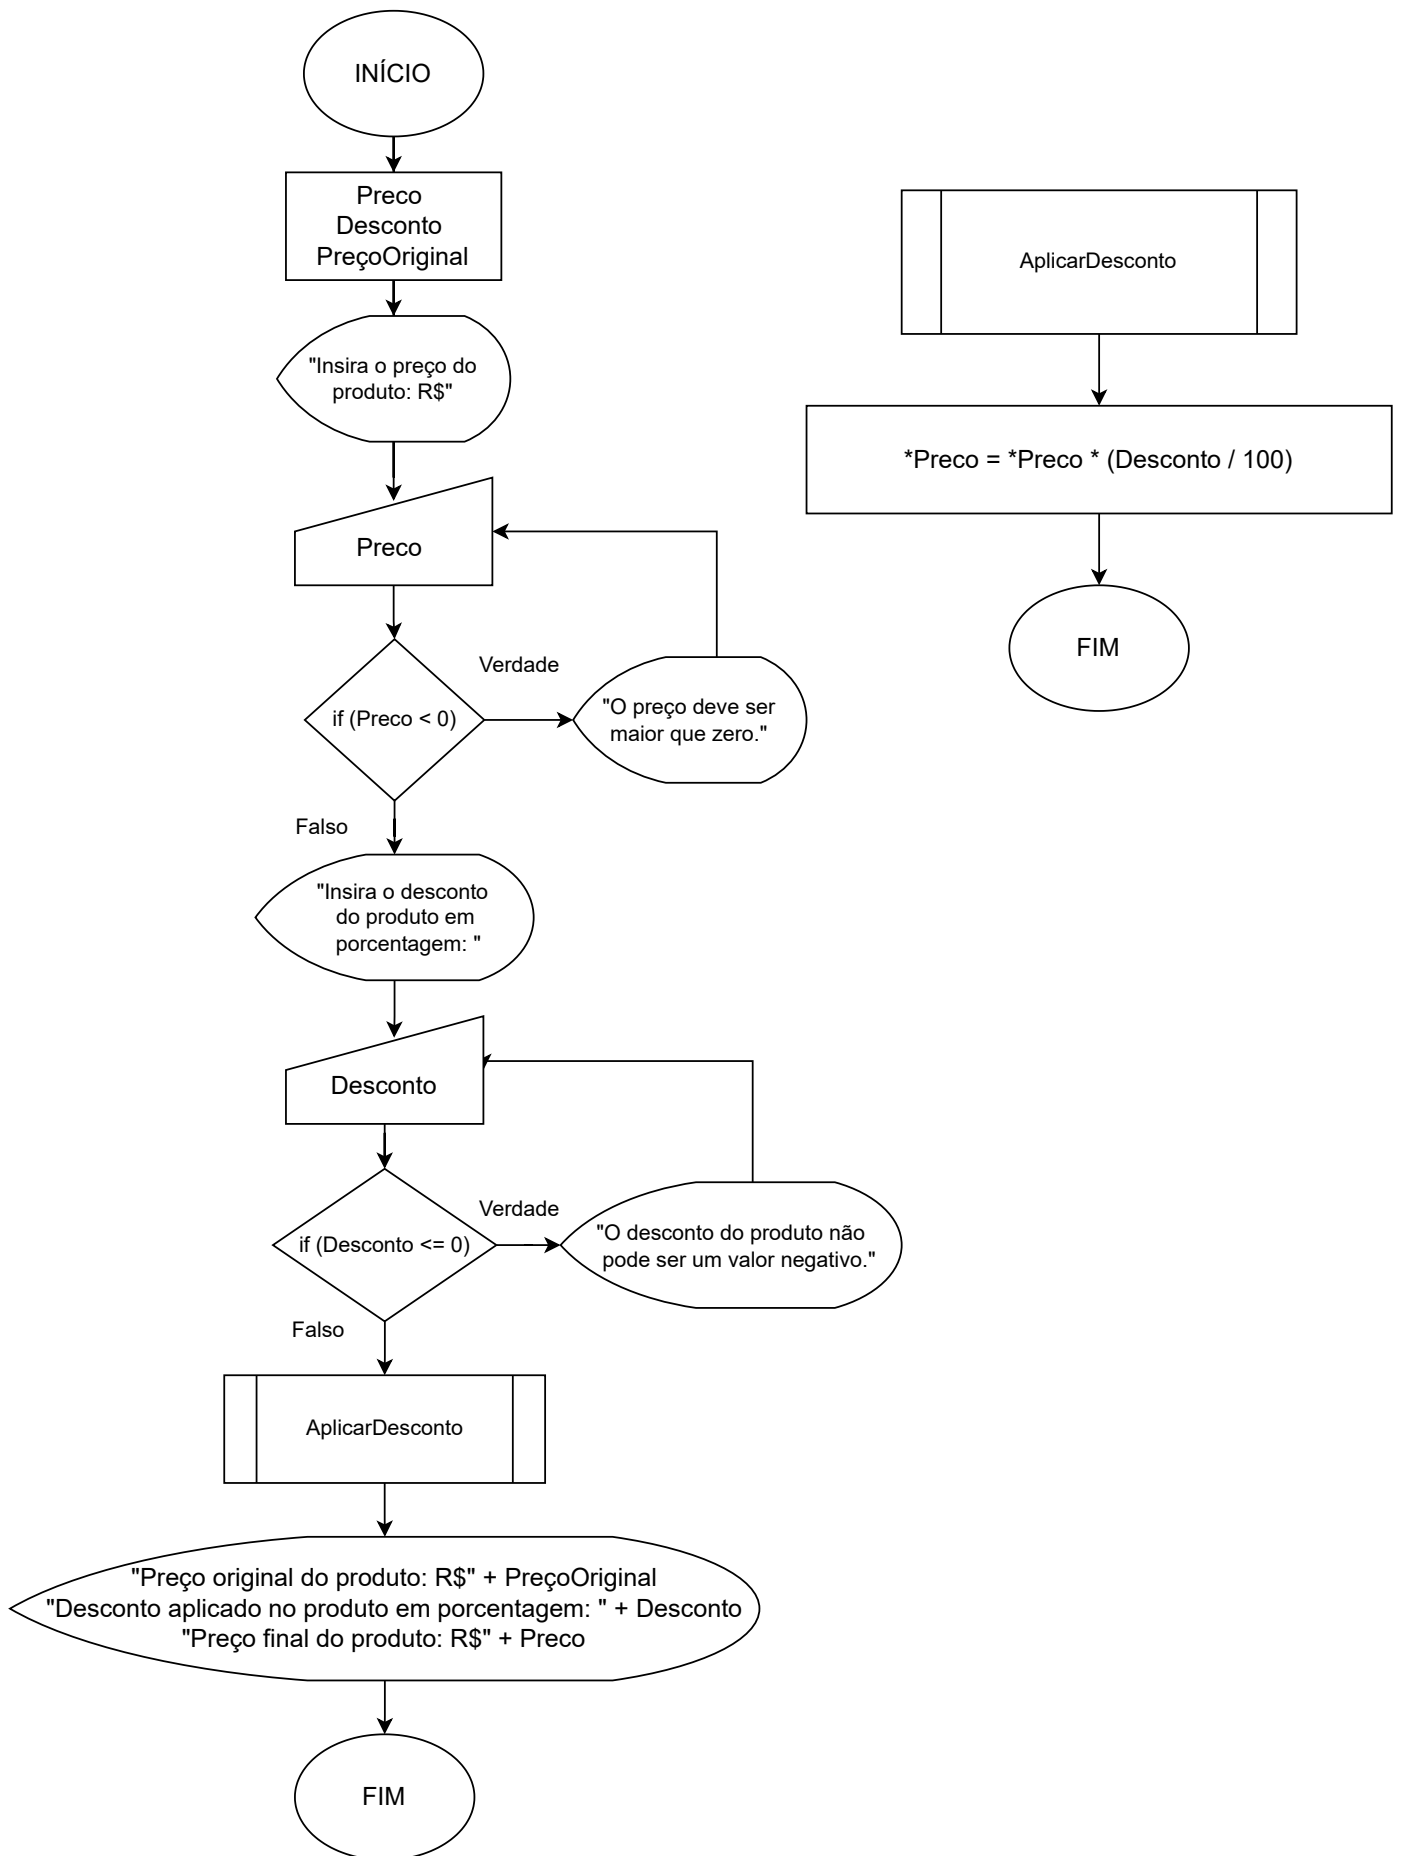 INÍCIO
Preco
Desconto
PreçoOriginal
"Insira o preço do
produto: R$"
Preco
if (Preco < 0)
Verdade
"O preço deve ser
maior que zero."
Falso
"Insira o desconto
do produto em
porcentagem: "
Desconto
if (Desconto <= 0)
Verdade
"O desconto do produto não
pode ser um valor negativo."
Falso
AplicarDesconto
"Preço original do produto: R$" + PreçoOriginal
"Desconto aplicado no produto em porcentagem: " + Desconto
"Preço final do produto: R$" + Preco
FIM
AplicarDesconto
*Preco = *Preco * (Desconto / 100)
FIM